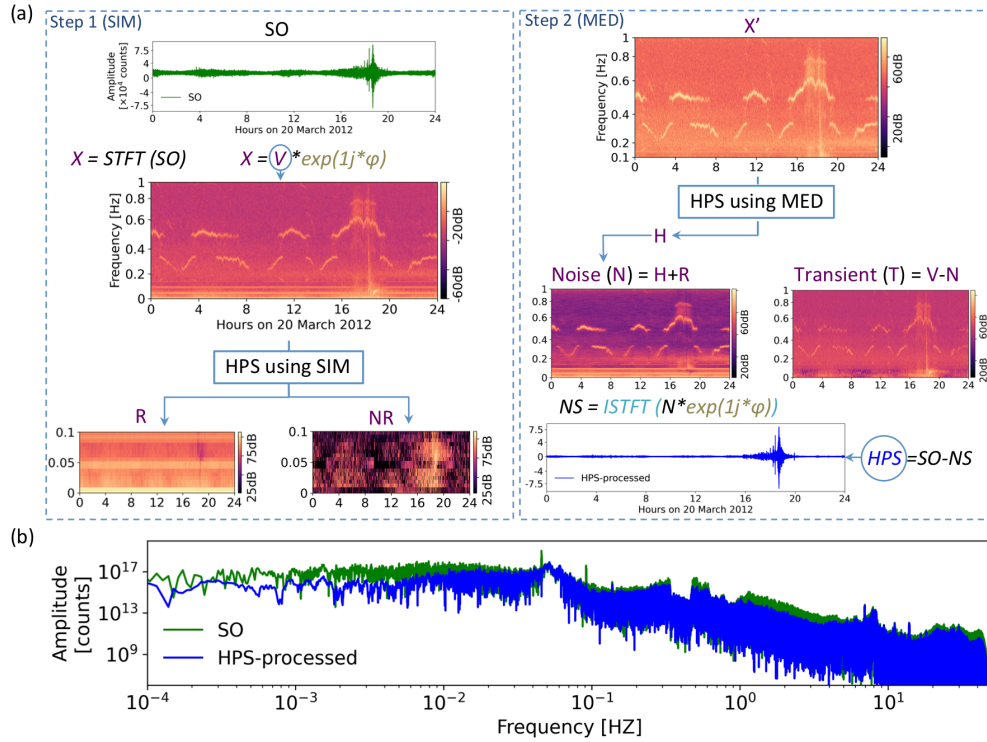 (a)
Step 1 (SIM)
SO
Amplitude
[×10⁴ counts]
7.5
4
0
-4
-7.5
SO
0 4 8 12 16 20 24
Hours on 20 March 2012
X = STFT (SO)
X = V*exp(1j*φ)
Frequency [Hz]
1
0.8
0.6
0.4
0.2
0
-20dB
-60dB
0 4 8 12 16 20 24
Hours on 20 March 2012
HPS using SIM
R
0.1
0.05
0
0 4 8 12 16 20 24
75dB
25dB
NR
0.1
0.05
0
0 4 8 12 16 20 24
75dB
25dB
Step 2 (MED)
X’
Frequency [Hz]
1
0.8
0.6
0.4
0.2
0.1
60dB
20dB
0 4 8 12 16 20 24
HPS using MED
H
Noise (N) = H+R
1
0.8
0.6
0.4
0.2
0
0 4 8 12 16 20 24
60dB
20dB
Transient (T) = V-N
1
0.8
0.6
0.4
0.2
0
0 4 8 12 16 20 24
60dB
20dB
NS = ISTFT (N*exp(1j*φ))
7.5
4
0
-4
-7.5
HPS-processed
0 4 8 12 16 20 24
Hours on 20 March 2012
HPS=SO-NS
(b)
Amplitude
[counts]
10¹⁷
10¹³
10⁹
SO
HPS-processed
10⁻⁴ 10⁻³ 10⁻² 10⁻¹ 10⁰ 10¹
Frequency [HZ]